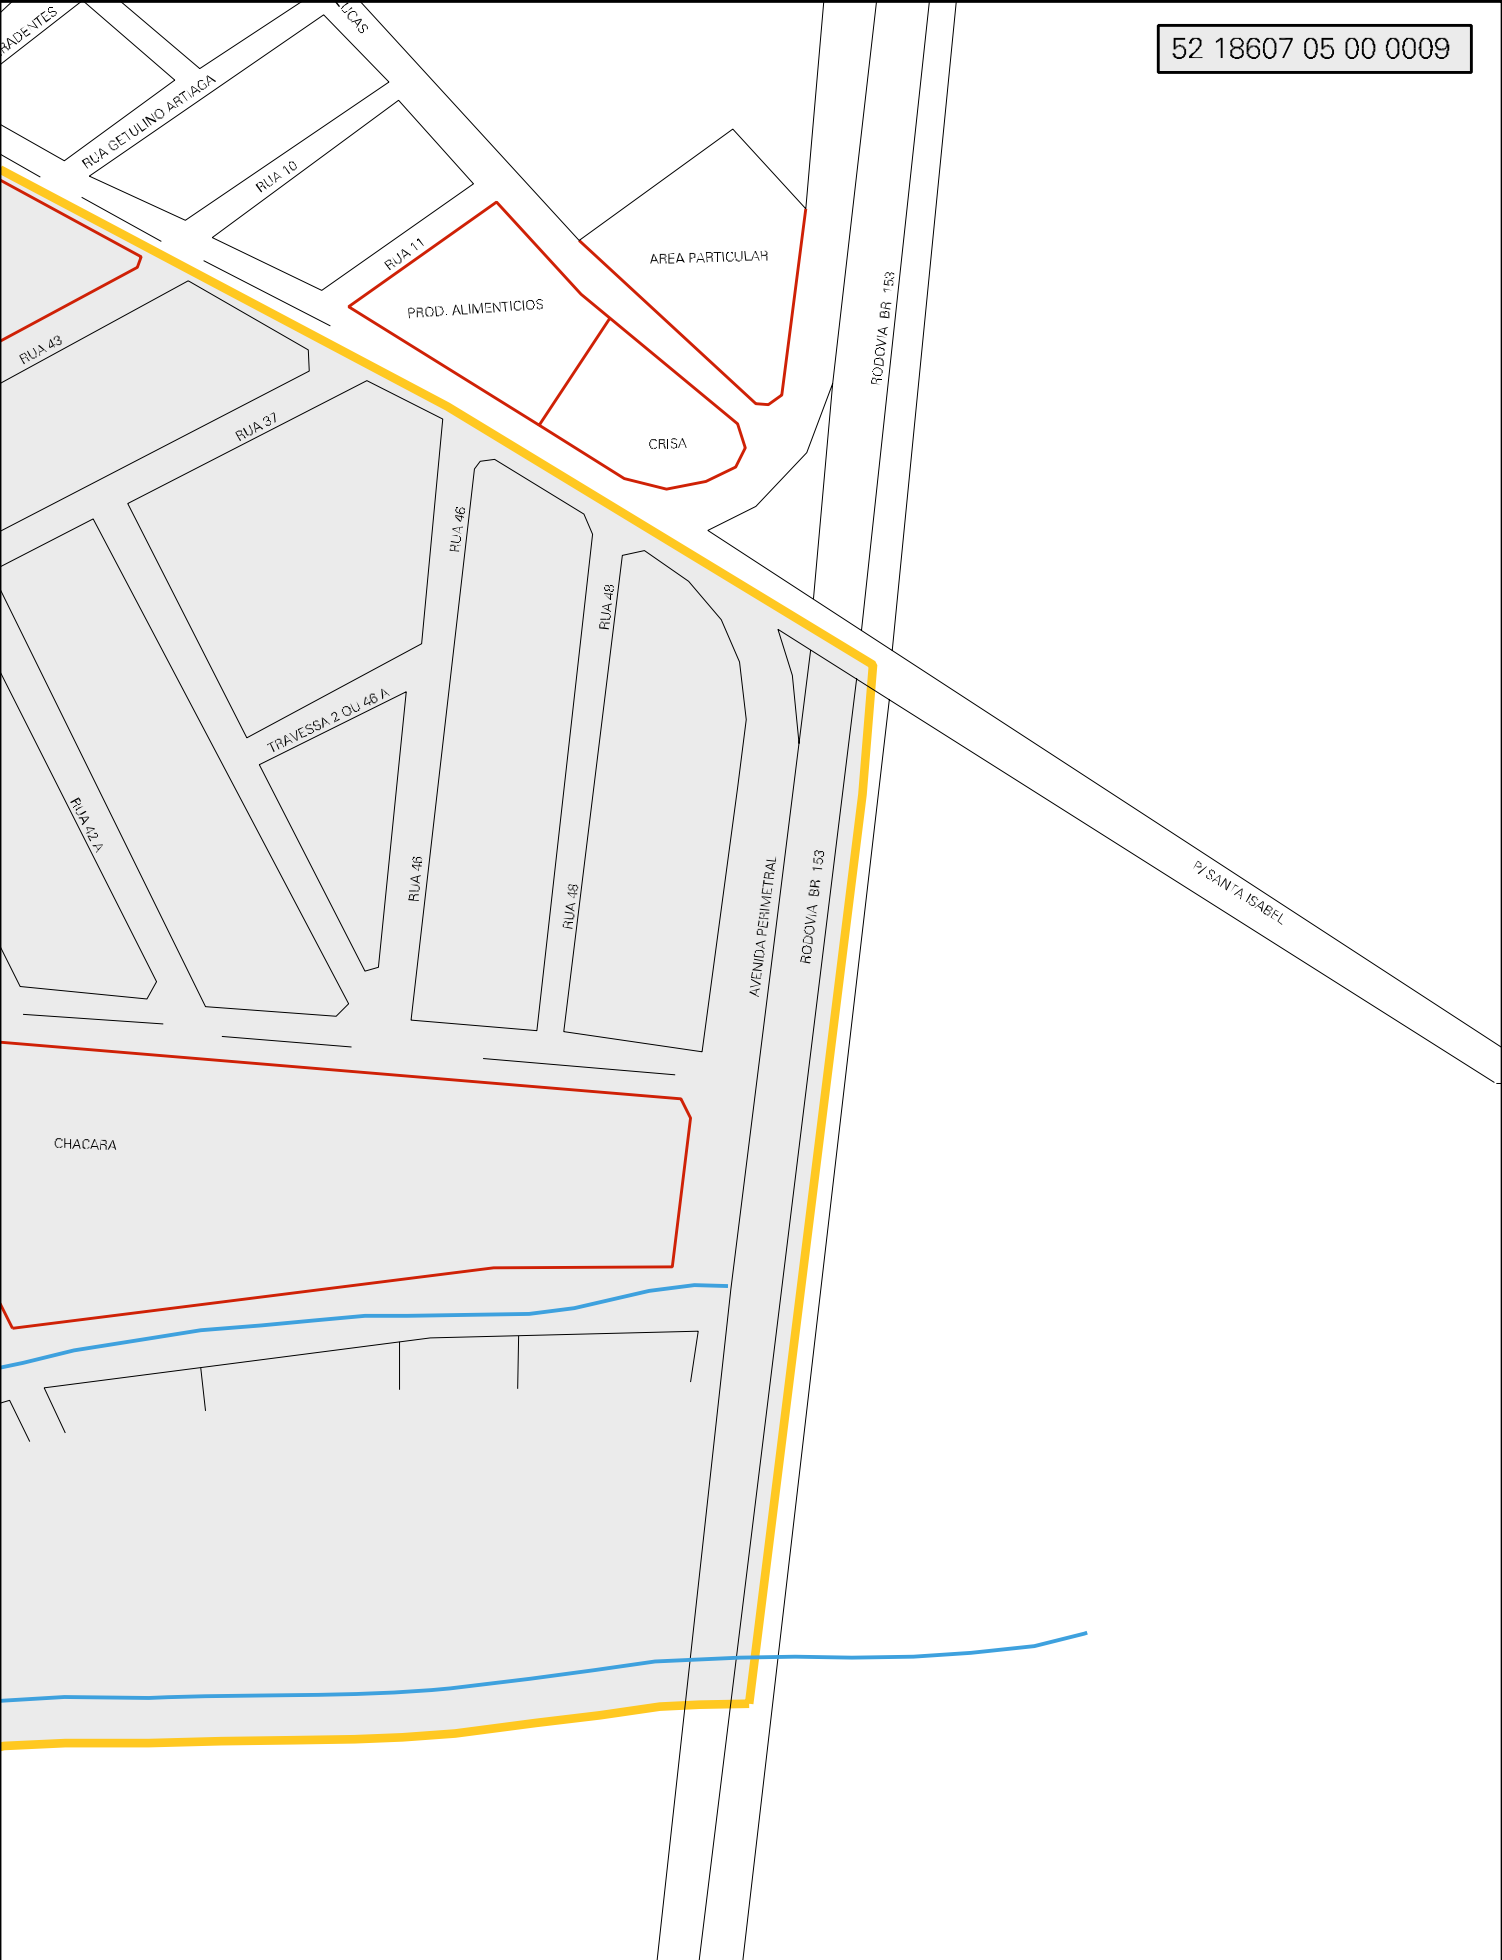 RADENTES
UCAS
52 18607 05 00 0009
RUA GETULINO ARTIAGA
RUA 10
RUA 11
AREA PARTICULAR
PROD. ALIMENTICIOS
RODOVIA BR 153
RUA 43
RUA 37
CRISA
RUA 46
RUA 48
TRAVESSA 2 OU 46 A
RUA 42 A
RUA 46
RUA 48
AVENIDA PERIMETRAL
RODOVIA BR 153
P/ SANTA ISABEL
CHACARA